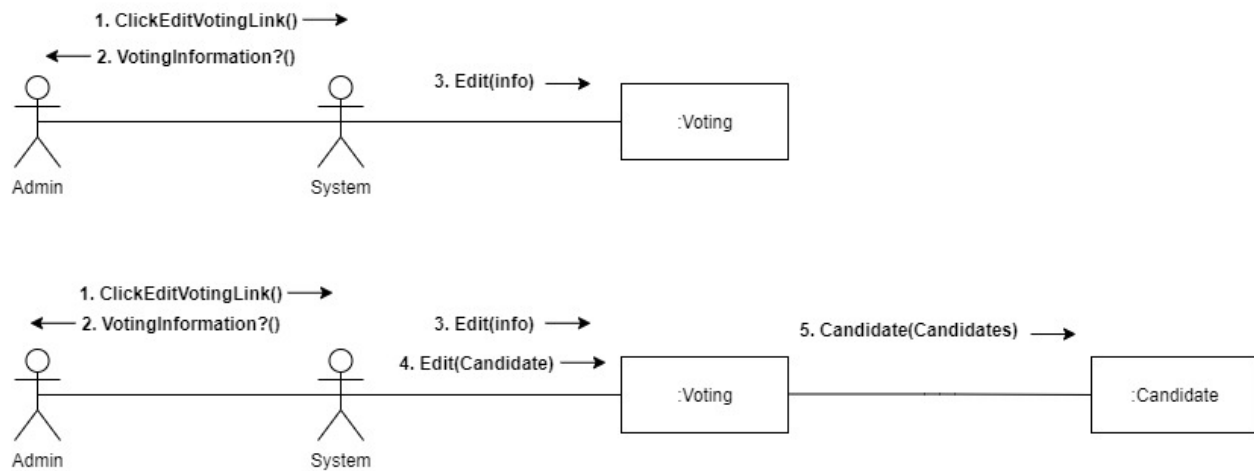 1. ClickEditVotingLink()
2. VotingInformation?()
3. Edit(info)
:Voting
Admin
System
1. ClickEditVotingLink()
2. VotingInformation?()
3. Edit(info)
5. Candidate(Candidates)
4. Edit(Candidate)
:Voting
:Candidate
Admin
System